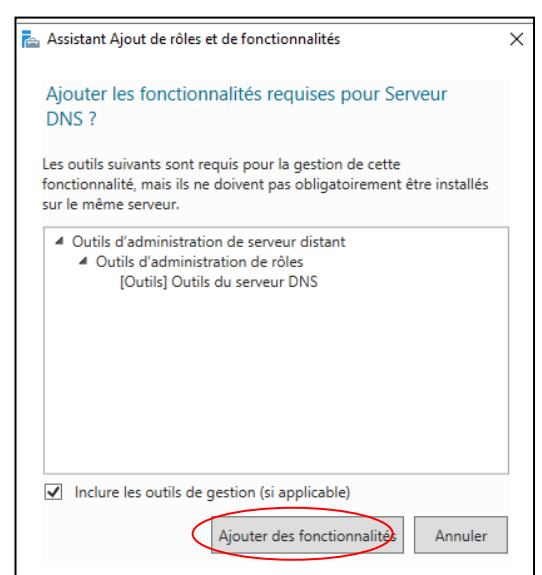 Assistant Ajout de rôles et de fonctionnalités
Ajouter les fonctionnalités requises pour Serveur
DNS ?
Les outils suivants sont requis pour la gestion de cette
fonctionnalité, mais ils ne doivent pas obligatoirement être installés
sur le même serveur.
Outils d'administration de serveur distant
Outils d'administration de rôles
[Outils] Outils du serveur DNS
Inclure les outils de gestion (si applicable)
Ajouter des fonctionnalités
Annuler